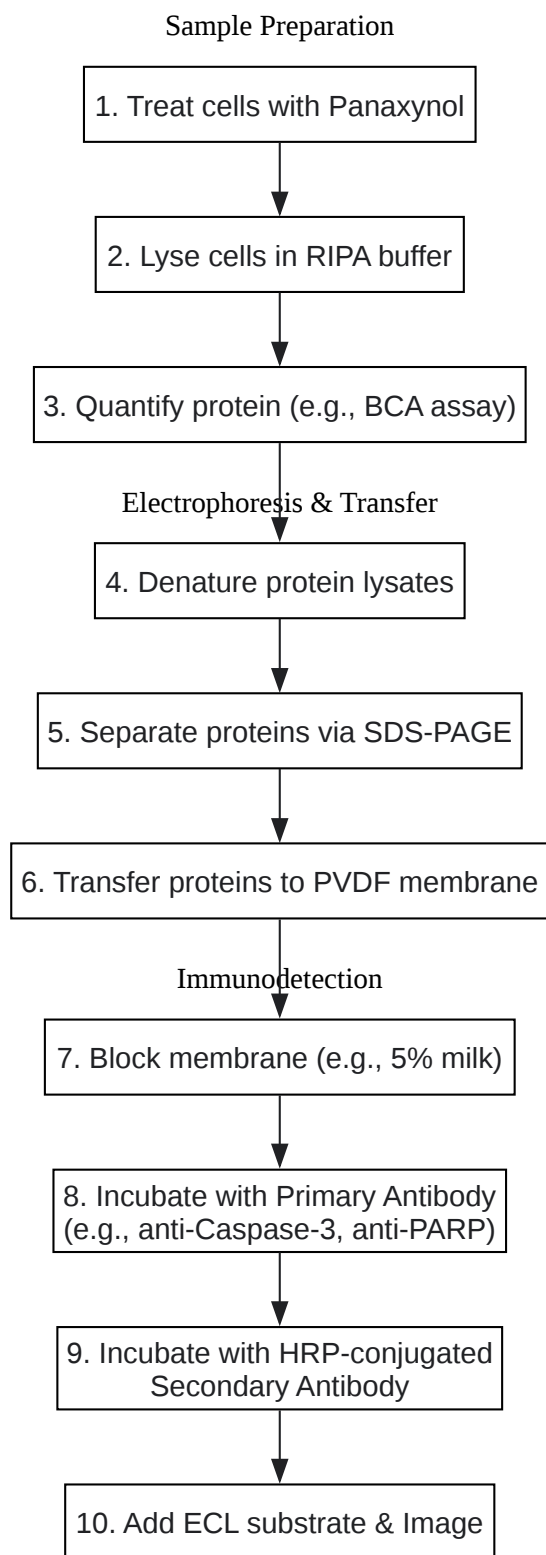 Sample Preparation
1. Treat cells with Panaxynol
2. Lyse cells in RIPA buffer
3. Quantify protein (e.g., BCA assay)
Electrophoresis & Transfer
4. Denature protein lysates
5. Separate proteins via SDS-PAGE
6. Transfer proteins to PVDF membrane
Immunodetection
7. Block membrane (e.g., 5% milk)
8. Incubate with Primary Antibody
(e.g., anti-Caspase-3, anti-PARP)
9. Incubate with HRP-conjugated
Secondary Antibody
10. Add ECL substrate & Image